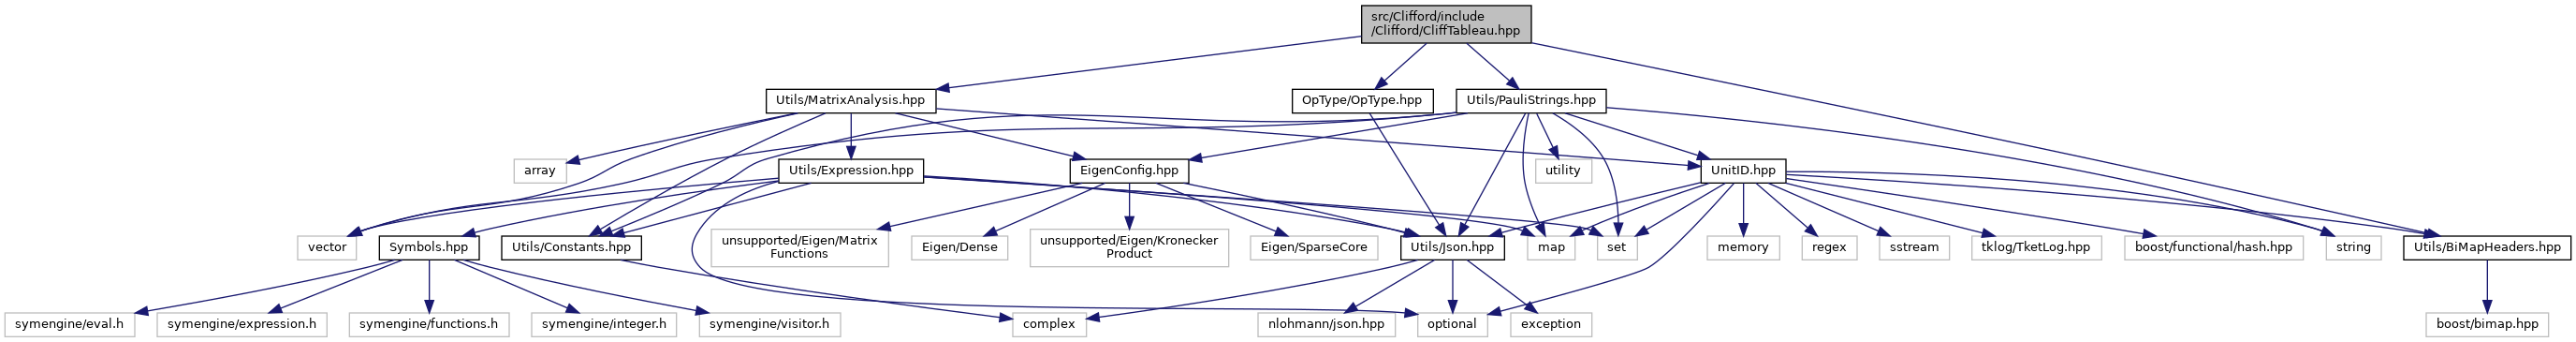 src/Clifford/include
/Clifford/CliffTableau.hpp
Utils/MatrixAnalysis.hpp
OpType/OpType.hpp
Utils/PauliStrings.hpp
array
Utils/Expression.hpp
EigenConfig.hpp
utility
UnitID.hpp
vector
Symbols.hpp
Utils/Constants.hpp
unsupported/Eigen/Matrix
Functions
Eigen/Dense
unsupported/Eigen/Kronecker
Product
Eigen/SparseCore
Utils/Json.hpp
map
set
memory
regex
sstream
tklog/TketLog.hpp
boost/functional/hash.hpp
string
Utils/BiMapHeaders.hpp
symengine/eval.h
symengine/expression.h
symengine/functions.h
symengine/integer.h
symengine/visitor.h
complex
nlohmann/json.hpp
optional
exception
boost/bimap.hpp